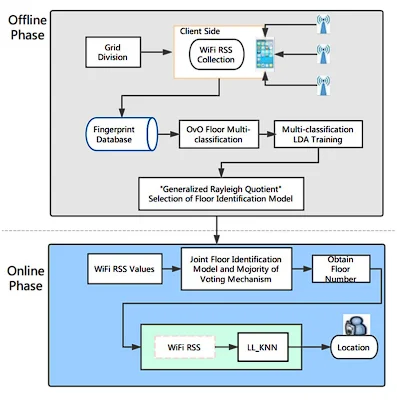 Offline
Phase
Client Side
Grid
Division
WiFi RSS
Collection
Fingerprint
Database
OvO Floor Multi-
classification
Multi-classification
LDA Training
"Generalized Rayleigh Quotient"
Selection of Floor Identification Model
Online
Phase
WiFi RSS Values
Joint Floor Identification
Model and Mojority of
Voting Mechanism
Obtain
Floor
Number
WiFi RSS
LL_KNN
Location